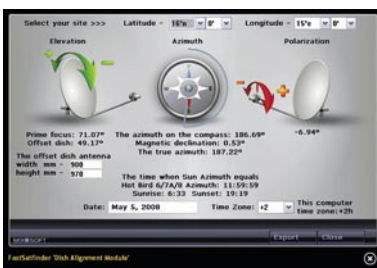 Select your site >>> Latitude - 16°n 0' Longitude - 15°e 0'
Elevation Azimuth Polarization
Prime focus: 71.07°
Offset dish: 49.17°
The azimuth on the compass: 186.69°
Magnetic declination: 0.53°
The true azimuth: 187.22°
-6.94°
The offset dish antenna
width mm - 900
height mm - 970
The time when Sun Azimuth equals
Hot Bird 6/7A/8 Azimuth: 11:59:59
Sunrise: 6:33 Sunset: 19:19
Date: May 5, 2008 Time Zone: +2 This computer
time zone:+2h
Export Close
FastSatfinder 'Dish Alignment Module'